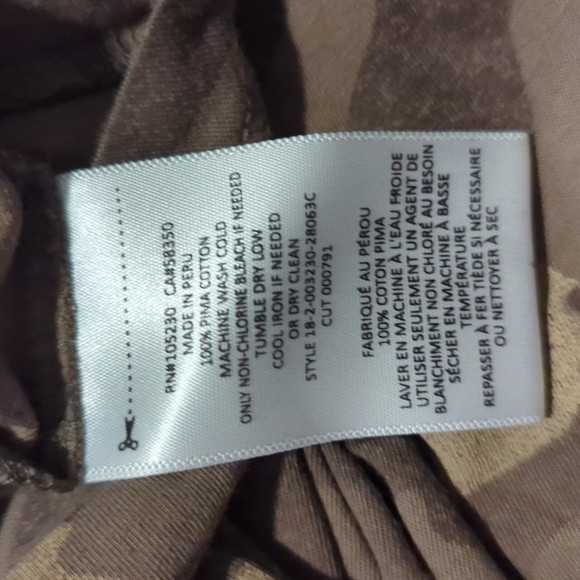 RN#105230 CA#58350
MADE IN PERU
100% PIMA COTTON
MACHINE WASH COLD
ONLY NON-CHLORINE BLEACH IF NEEDED
TUMBLE DRY LOW
COOL IRON IF NEEDED
OR DRY CLEAN
STYLE 18-2-003230-28063C
CUT 000791
FABRIQUÉ AU PÉROU
100% COTTON PIMA
LAVER EN MACHINE À L'EAU FROIDE
UTILISER SEULEMENT UN AGENT DE
BLANCHIMENT NON CHLORÉ AU BESOIN
SÉCHER EN MACHINE À BASSE
TEMPÉRATURE
REPASSER À FER TIÈDE SI NÉCESSAIRE
OU NETTOYER À SEC